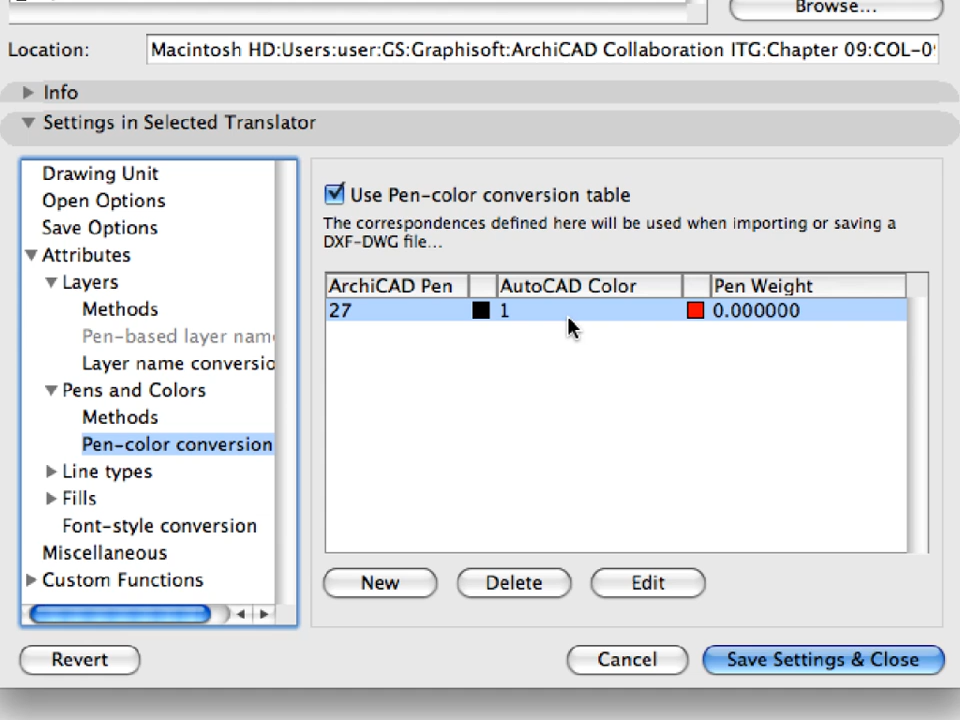 Browse...
Location: Macintosh HD:Users:user:GS:Graphisoft:ArchiCAD Collaboration ITG:Chapter 09:COL-0
Info
Settings in Selected Translator
Drawing Unit
Open Options
Save Options
Attributes
Layers
Methods
Pen-based layer nam
Layer name conversio
Pens and Colors
Methods
Pen-color conversion
Line types
Fills
Font-style conversion
Miscellaneous
Custom Functions
Use Pen-color conversion table
The correspondences defined here will be used when importing or saving a
DXF-DWG file...
ArchiCAD Pen AutoCAD Color Pen Weight
27 1 0.000000
New Delete Edit
Revert Cancel Save Settings & Close